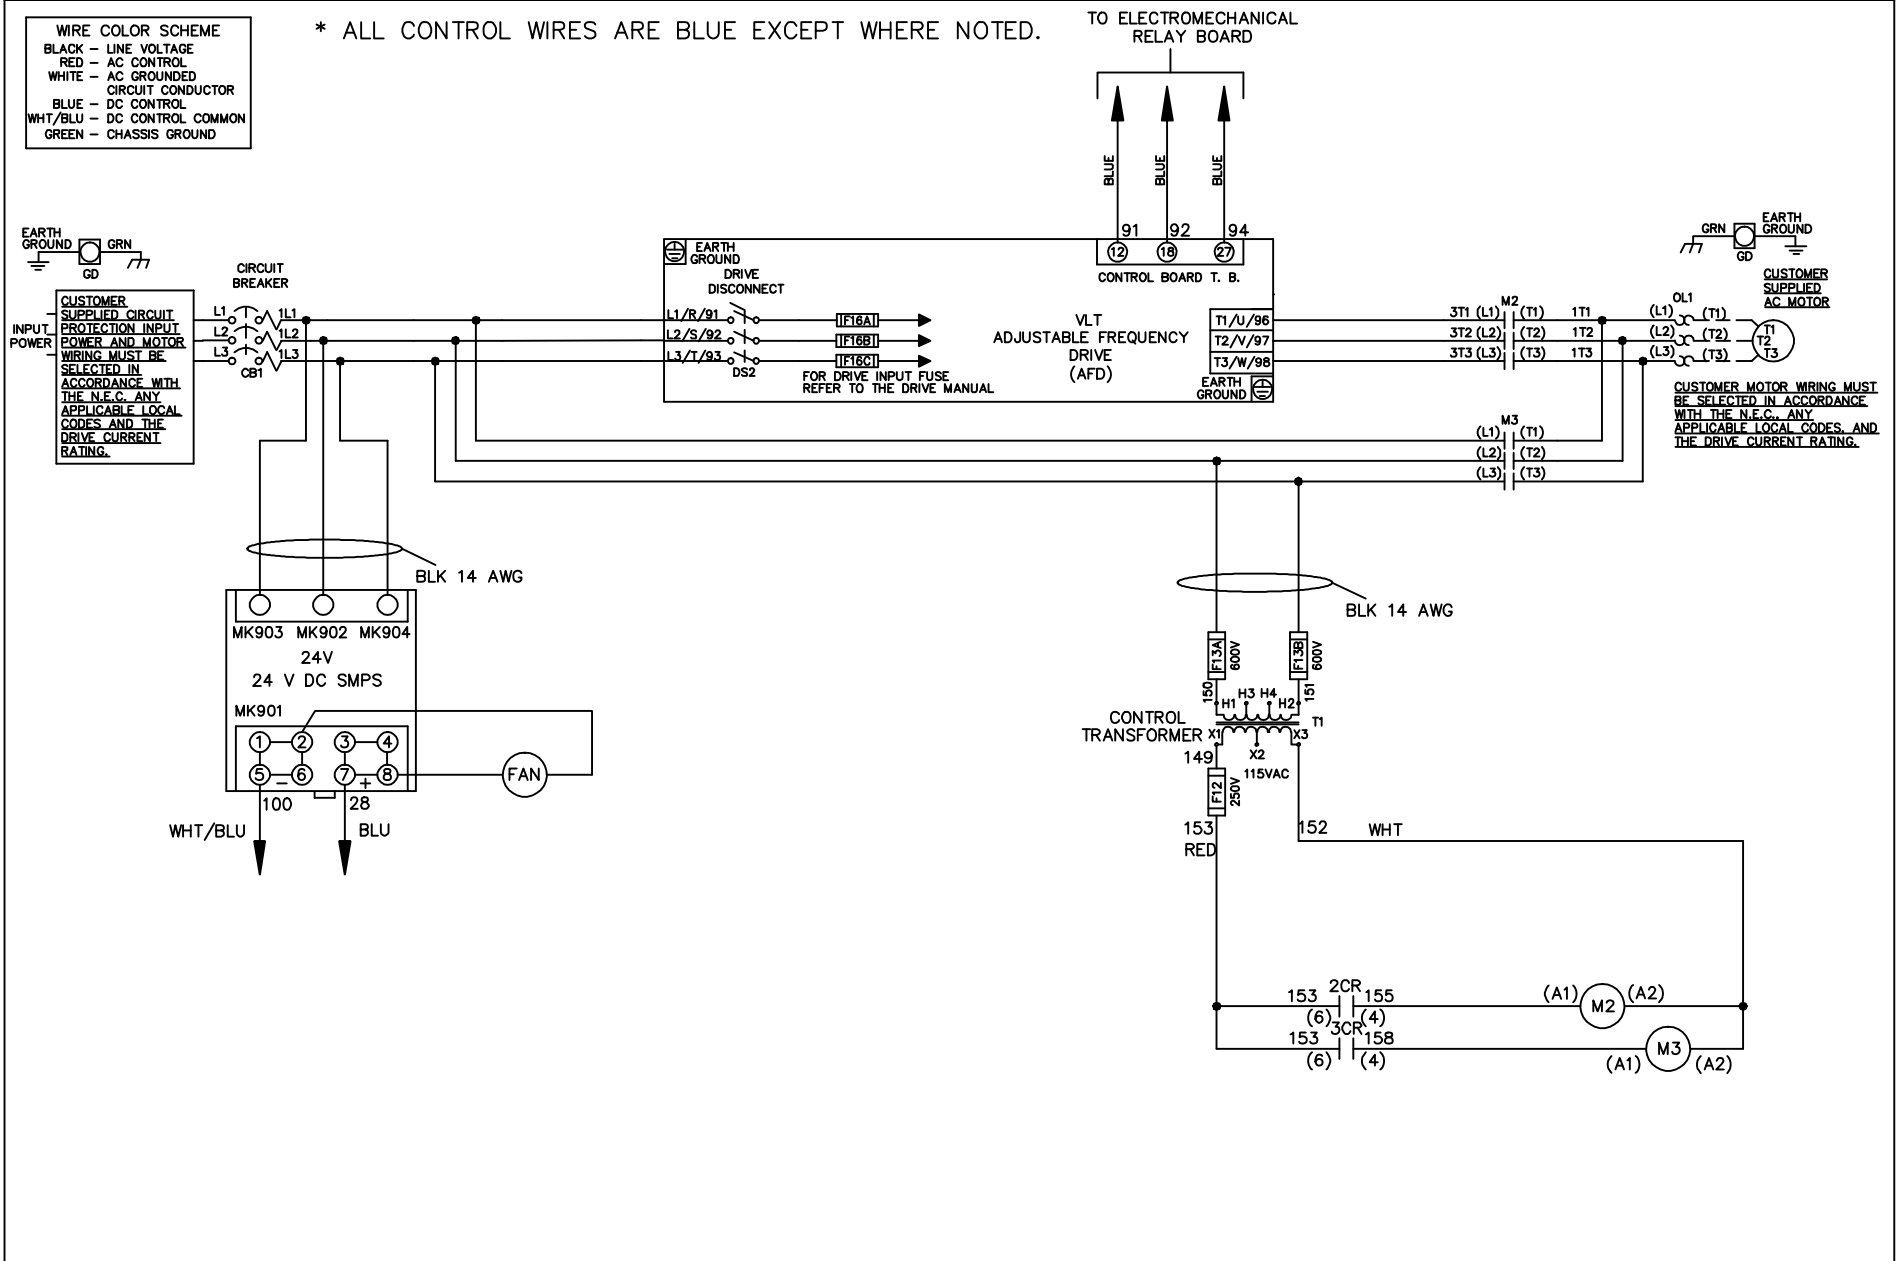 WIRE COLOR SCHEME
BLACK – LINE VOLTAGE
RED – AC CONTROL
WHITE – AC GROUNDED
CIRCUIT CONDUCTOR
BLUE – DC CONTROL
WHT/BLU – DC CONTROL COMMON
GREEN – CHASSIS GROUND
* ALL CONTROL WIRES ARE BLUE EXCEPT WHERE NOTED.
TO ELECTROMECHANICAL
RELAY BOARD
BLUE
BLUE
BLUE
91 92 94
12 18 27
CONTROL BOARD T. B.
EARTH
GROUND
GRN
GD
CIRCUIT
BREAKER
CUSTOMER
SUPPLIED CIRCUIT
PROTECTION INPUT
POWER AND MOTOR
WIRING MUST BE
SELECTED IN
ACCORDANCE WITH
THE N.E.C. ANY
APPLICABLE LOCAL
CODES AND THE
DRIVE CURRENT
RATING.
INPUT
POWER
L1 1L1
L2 1L2
L3 1L3
CB1
EARTH
GROUND
DRIVE
DISCONNECT
L1/R/91
L2/S/92
L3/T/93
DS2
F16A
F16B
F16C
FOR DRIVE INPUT FUSE
REFER TO THE DRIVE MANUAL
VLT
ADJUSTABLE FREQUENCY
DRIVE
(AFD)
T1/U/96
T2/V/97
T3/W/98
EARTH
GROUND
M2
3T1 (L1) (T1) 1T1
3T2 (L2) (T2) 1T2
3T3 (L3) (T3) 1T3
M3
(L1) (T1)
(L2) (T2)
(L3) (T3)
GRN
EARTH
GROUND
GD
CUSTOMER
SUPPLIED
AC MOTOR
OL1
(L1) (T1)
(L2) (T2)
(L3) (T3)
T1
T2
T3
CUSTOMER MOTOR WIRING MUST
BE SELECTED IN ACCORDANCE
WITH THE N.E.C., ANY
APPLICABLE LOCAL CODES, AND
THE DRIVE CURRENT RATING.
BLK 14 AWG
MK903 MK902 MK904
24V
24 V DC SMPS
MK901
1 2 3 4
5 – 6 7 + 8
FAN
100 28
WHT/BLU BLU
BLK 14 AWG
F13A 600V
F13B 600V
150 151
H1 H3 H4 H2
T1
CONTROL
TRANSFORMER
X1 X2 X3
149
115VAC
F12 250V
153 152 WHT
RED
2CR
153 155 (A1) M2 (A2)
(6) (4)
3CR
153 158 M3
(6) (4) (A1) (A2)